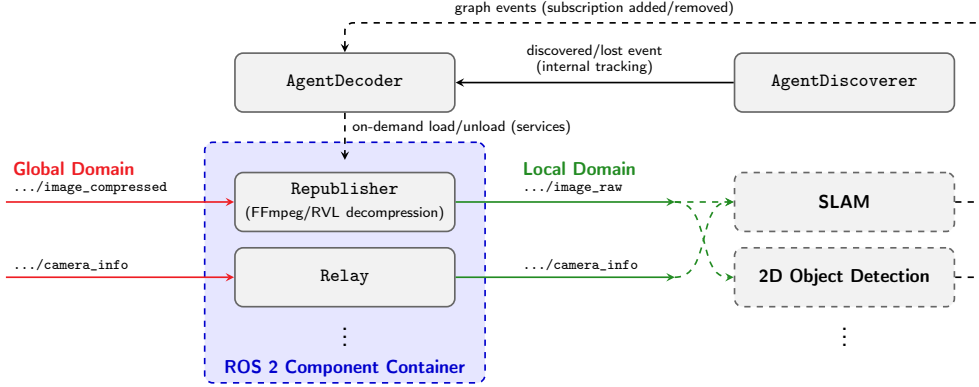 graph events (subscription added/removed)
discovered/lost event
(internal tracking)
AgentDecoder
AgentDiscoverer
on-demand load/unload (services)
Global Domain
Local Domain
.../image_compressed
Republisher
(FFmpeg/RVL decompression)
.../image_raw
SLAM
.../camera_info
Relay
.../camera_info
2D Object Detection
⋮
⋮
ROS 2 Component Container